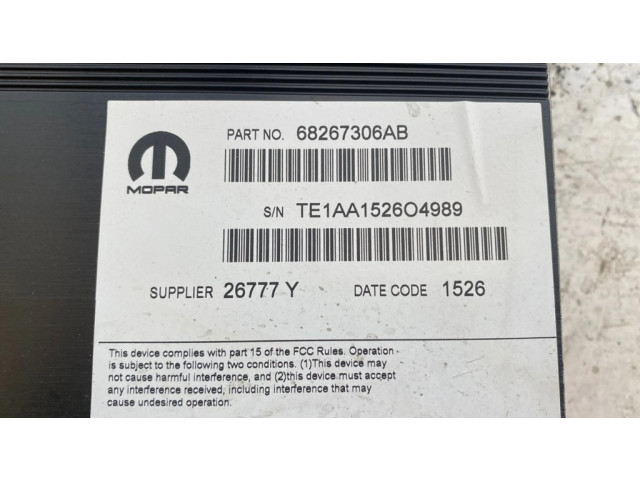 MOPAR
PART NO. 68267306AB
S/N TE1AA1526O4989
SUPPLIER 26777 Y DATE CODE 1526
This device complies with part 15 of the FCC Rules. Operation
is subject to the following two conditions. (1)This device may
not cause harmful interference, and (2)this device must accept
any interference received, including interference that may
cause undesired operation.